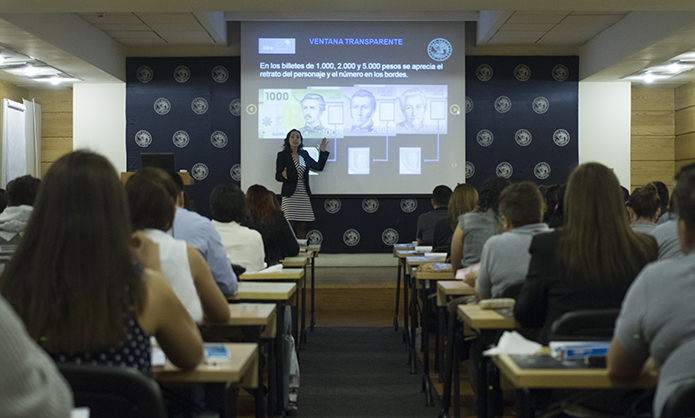 VENTANA TRANSPARENTE
En los billetes de 1.000, 2.000 y 5.000 pesos se aprecia el
retrato del personaje y el número en los bordes.
1000